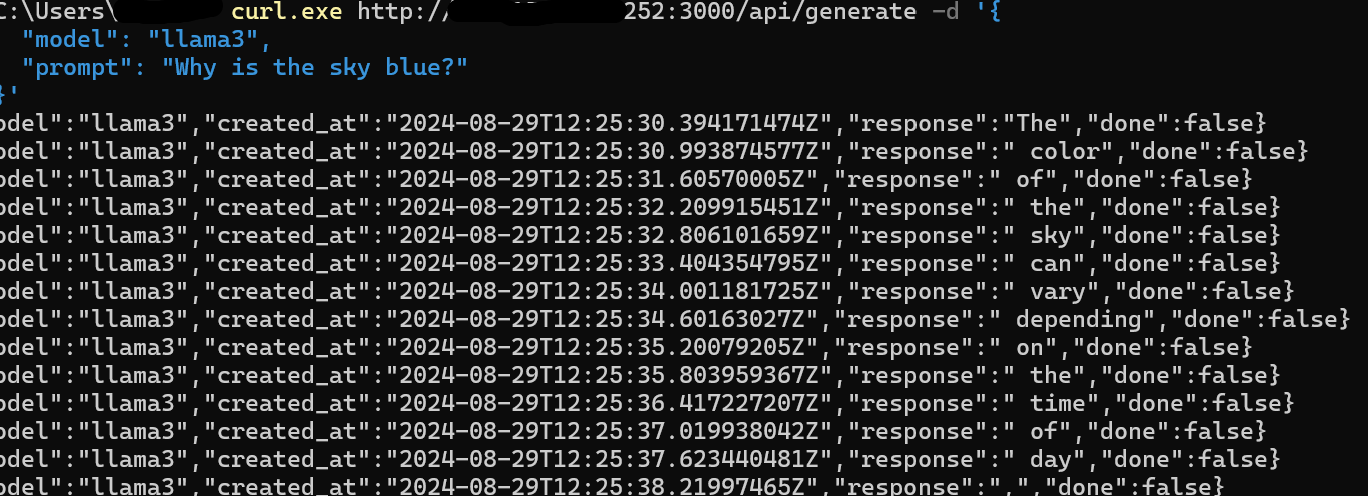 C:\Users\ curl.exe http:// 252:3000/api/generate -d '{
"model": "llama3",
"prompt": "Why is the sky blue?"
}'
odel":"llama3","created_at":"2024-08-29T12:25:30.394171474Z","response":"The","done":false}
odel":"llama3","created_at":"2024-08-29T12:25:30.993874577Z","response":" color","done":false}
odel":"llama3","created_at":"2024-08-29T12:25:31.60570005Z","response":" of","done":false}
odel":"llama3","created_at":"2024-08-29T12:25:32.209915451Z","response":" the","done":false}
odel":"llama3","created_at":"2024-08-29T12:25:32.806101659Z","response":" sky","done":false}
odel":"llama3","created_at":"2024-08-29T12:25:33.404354795Z","response":" can","done":false}
odel":"llama3","created_at":"2024-08-29T12:25:34.001181725Z","response":" vary","done":false}
odel":"llama3","created_at":"2024-08-29T12:25:34.60163027Z","response":" depending","done":false}
odel":"llama3","created_at":"2024-08-29T12:25:35.20079205Z","response":" on","done":false}
odel":"llama3","created_at":"2024-08-29T12:25:35.803959367Z","response":" the","done":false}
odel":"llama3","created_at":"2024-08-29T12:25:36.417227207Z","response":" time","done":false}
odel":"llama3","created_at":"2024-08-29T12:25:37.019938042Z","response":" of","done":false}
odel":"llama3","created_at":"2024-08-29T12:25:37.623440481Z","response":" day","done":false}
odel":"llama3","created_at":"2024-08-29T12:25:38.21997465Z","response":",","done":false}